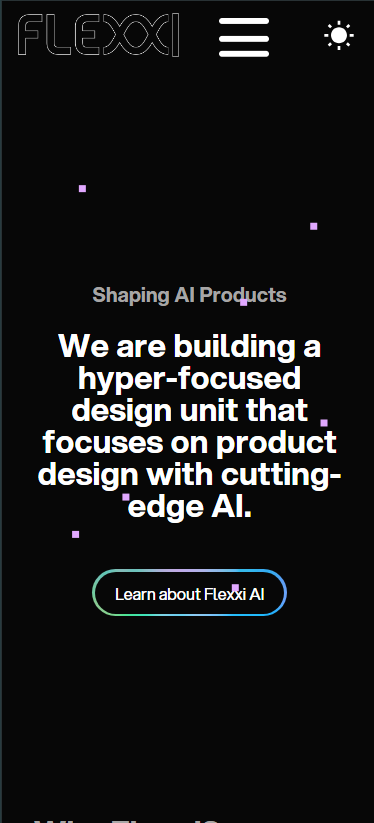 FLEXXI
Shaping AI Products
We are building a
hyper-focused
design unit that
focuses on product
design with cutting-
edge AI.
Learn about Flexxi AI